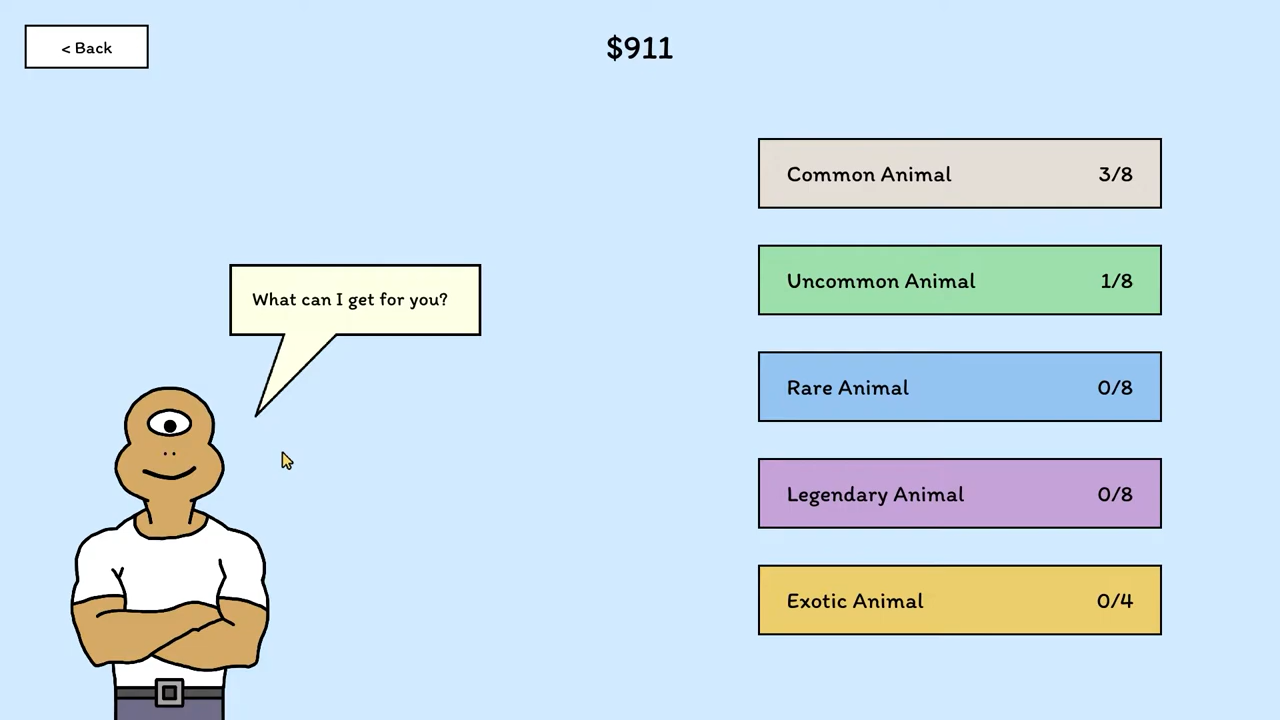 < Back
$911
Common Animal 3/8
Uncommon Animal 1/8
What can I get for you?
Rare Animal 0/8
Legendary Animal 0/8
Exotic Animal 0/4